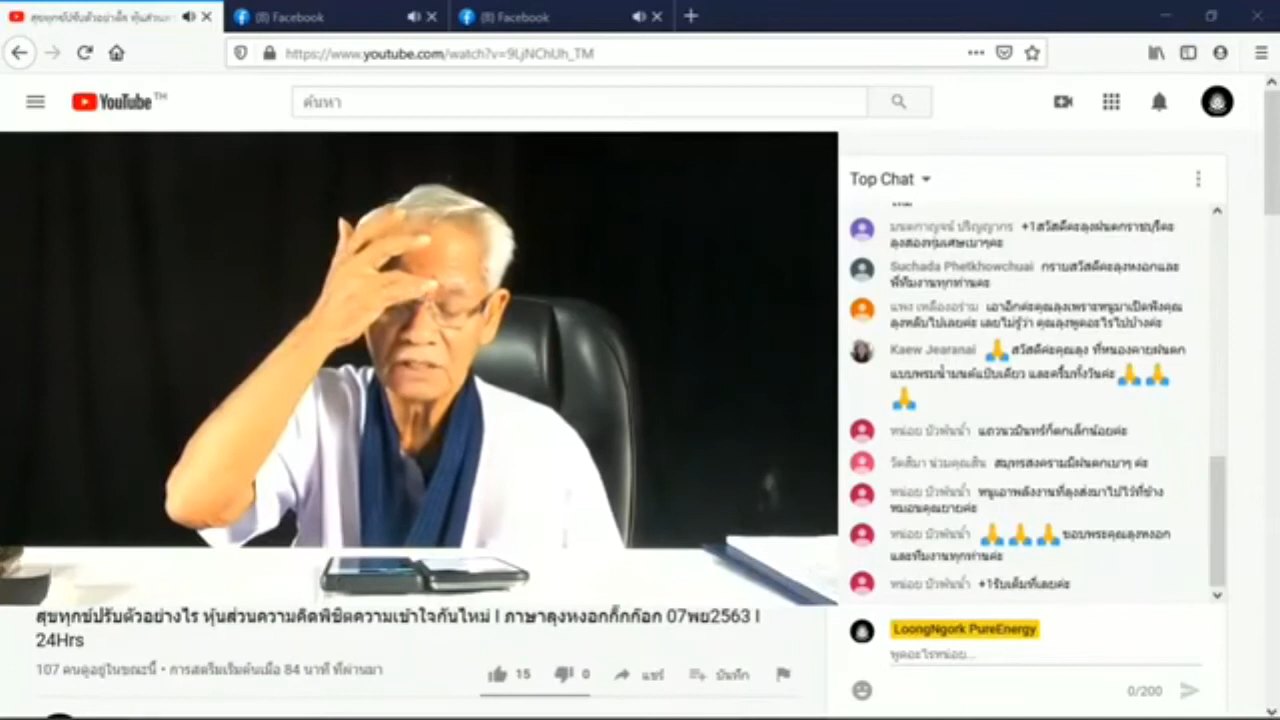 สุขทุกข์ปรับตัวอย่างไร หุ้นส่วนคว
(8) Facebook
(8) Facebook
https://www.youtube.com/watch?v=9LjNChUh_TM
YouTube TH
ค้นหา
Top Chat
+1สวัสดีคะลุงฝนตกราชบุรีคะ
ลุงสองทุ่มเศษเบาๆคะ
Suchada Phetkhowchuai กราบสวัสดีคะลุงหงอกและ
พี่ทีมงานทุกท่านคะ
แพง เหลืองอร่าม เอาอีกค่ะคุณลุงเพราะหนูมาเปิดฟังคุณ
ลุงหลับไปเลยค่ะ เลยไม่รู้ว่า คุณลุงพูดอะไรไปบ้างค่ะ
Kaew Jearanai 🙏สวัสดีค่ะคุณลุง ที่หนองคายฝนตก
แบบพรมน้ำมนต์แป๊บเดียว และครึ้มทั้งวันค่ะ🙏🙏
🙏
หน่อย บัวพันน้ำ แถวนวมินทร์ก็ตกเล็กน้อยค่ะ
วัดสิมา น่วมคุณสิน สมุทรสงครามมีฝนตกเบาๆ ค่ะ
หน่อย บัวพันน้ำ หนูเอาพลังงานที่ลุงส่งมาไปไว้ที่ข้าง
หมอนคุณยายค่ะ
หน่อย บัวพันน้ำ 🙏🙏🙏ขอบพระคุณลุงหงอก
และทีมงานทุกท่านค่ะ
หน่อย บัวพันน้ำ +1รับเต็มที่เลยค่ะ
สุขทุกข์ปรับตัวอย่างไร หุ้นส่วนความคิดพิชิตความเข้าใจกันใหม่ I ภาษาลุงหงอกกิ๊กก๊อก 07พย2563 I
24Hrs
107 คนดูอยู่ในขณะนี้ • การสตรีมเริ่มต้นเมื่อ 84 นาที ที่ผ่านมา
15
0
แชร์
บันทึก
LoongNgork PureEnergy
พูดอะไรหน่อย...
0/200